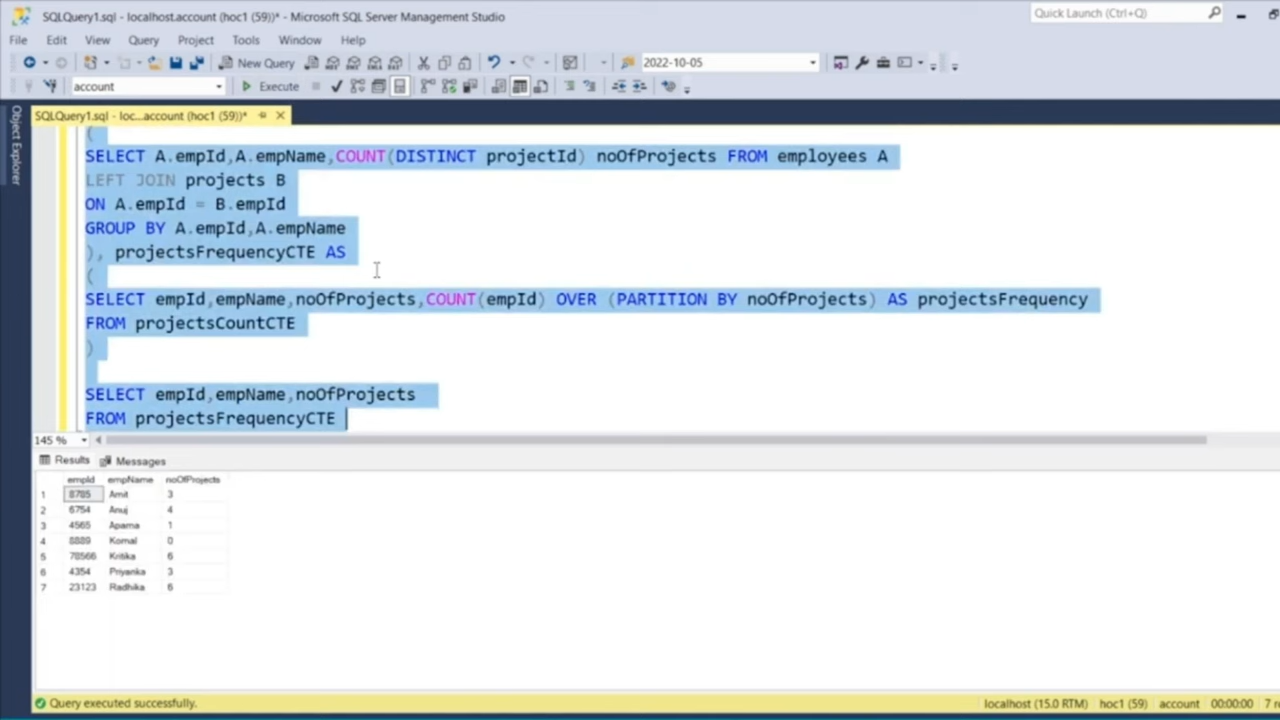 SQLQuery1.sql - localhost.account (hoc1 (59))* - Microsoft SQL Server Management Studio
Quick Launch (Ctrl+Q)
File Edit View Query Project Tools Window Help
New Query
2022-10-05
account
Execute
SQLQuery1.sql - loc...account (hoc1 (59))*
Object Explorer
(
SELECT A.empId,A.empName,COUNT(DISTINCT projectId) noOfProjects FROM employees A
LEFT JOIN projects B
ON A.empId = B.empId
GROUP BY A.empId,A.empName
), projectsFrequencyCTE AS
(
SELECT empId,empName,noOfProjects,COUNT(empId) OVER (PARTITION BY noOfProjects) AS projectsFrequency
FROM projectsCountCTE
)
SELECT empId,empName,noOfProjects
FROM projectsFrequencyCTE
145 %
Results Messages
empId empName noOfProjects
1 8785 Amit 3
2 6754 Anuj 4
3 4565 Aparna 1
4 8889 Komal 0
5 78566 Kritika 6
6 4354 Priyanka 3
7 23123 Radhika 6
Query executed successfully.
localhost (15.0 RTM) hoc1 (59) account 00:00:00 7